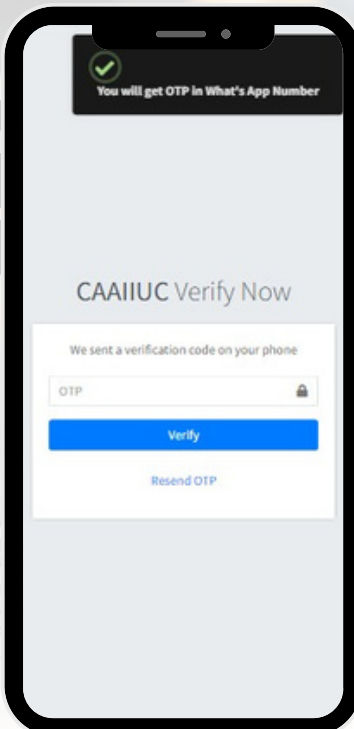 You will get OTP in What's App Number
CAAIIUC Verify Now
We sent a verification code on your phone
OTP
Verify
Resend OTP